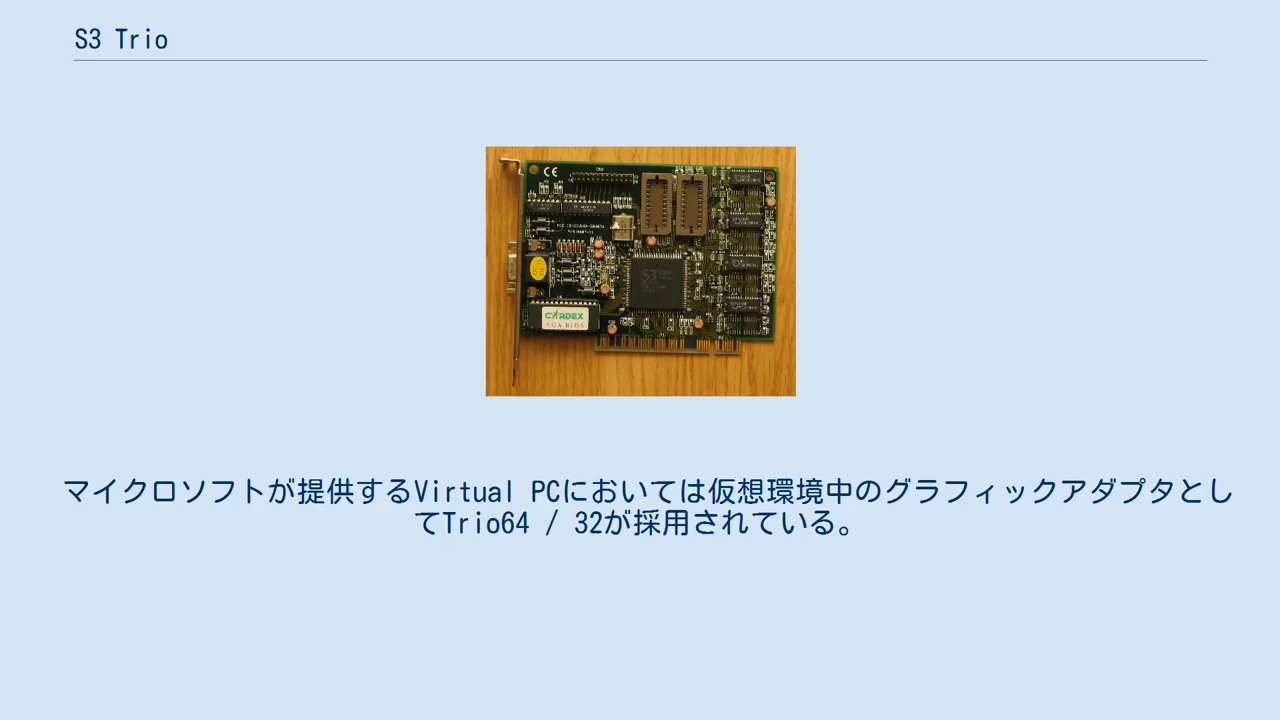 S3 Trio
CE
S3
CARDEX
VGA BIOS
マイクロソフトが提供するVirtual PCにおいては仮想環境中のグラフィックアダプタとし
てTrio64 / 32が採用されている。